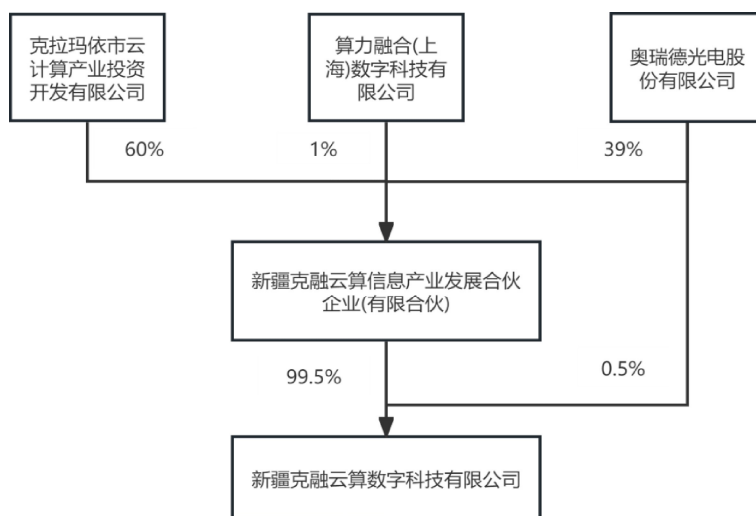 克拉玛依市云
计算产业投资
开发有限公司
算力融合(上
海)数字科技有
限公司
奥瑞德光电股
份有限公司
60%
1%
39%
新疆克融云算信息产业发展合伙
企业(有限合伙)
99.5%
0.5%
新疆克融云算数字科技有限公司